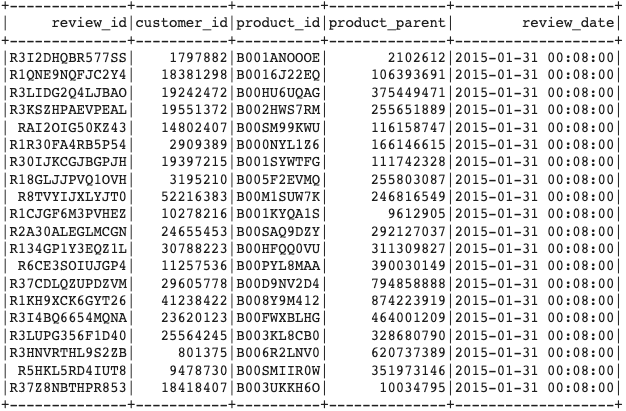 +--------------+-----------+----------+--------------+-------------------+
|     review_id|customer_id|product_id|product_parent|        review_date|
+--------------+-----------+----------+--------------+-------------------+
|R3I2DHQBR577SS|    1797882|B001ANOOOE|       2102612|2015-01-31 00:08:00|
|R1QNE9NQFJC2Y4|   18381298|B0016J22EQ|     106393691|2015-01-31 00:08:00|
|R3LIDG2Q4LJBAO|   19242472|B00HU6UQAG|     375449471|2015-01-31 00:08:00|
|R3KSZHPAEVPEAL|   19551372|B002HWS7RM|     255651889|2015-01-31 00:08:00|
| RAI2OIG50KZ43|   14802407|B00SM99KWU|     116158747|2015-01-31 00:08:00|
|R1R30FA4RB5P54|    2909389|B000NYL1Z6|     166146615|2015-01-31 00:08:00|
|R30IJKCGJBGPJH|   19397215|B001SYWTFG|     111742328|2015-01-31 00:08:00|
|R18GLJJPVQ1OVH|    3195210|B005F2EVMQ|     255803087|2015-01-31 00:08:00|
| R8TVYIJXLYJT0|   52216383|B00M1SUW7K|     246816549|2015-01-31 00:08:00|
|R1CJGF6M3PVHEZ|   10278216|B001KYQA1S|       9612905|2015-01-31 00:08:00|
|R2A30ALEGLMCGN|   24655453|B00SAQ9DZY|     292127037|2015-01-31 00:08:00|
|R134GP1Y3EQZ1L|   30788223|B00HFQQ0VU|     311309827|2015-01-31 00:08:00|
| R6CE3SOIUJGP4|   11257536|B00PYL8MAA|     390030149|2015-01-31 00:08:00|
|R37CDLQZUPDZVM|   29605778|B00D9NV2D4|     794858888|2015-01-31 00:08:00|
|R1KH9XCK6GYT26|   41238422|B008Y9M412|     874223919|2015-01-31 00:08:00|
|R3I4BQ6654MQNA|   23620123|B00FWXBLHG|     464001209|2015-01-31 00:08:00|
|R3LUPG356F1D40|   25564245|B003KL8CB0|     328680790|2015-01-31 00:08:00|
|R3HNVRTHL9S2ZB|     801375|B006R2LNV0|     620737389|2015-01-31 00:08:00|
| R5HKL5RD4IUT8|    9478730|B00SMIIR0W|     351973146|2015-01-31 00:08:00|
|R37Z8NBTHPR853|   18418407|B003UKKH6O|      10034795|2015-01-31 00:08:00|
+--------------+-----------+----------+--------------+-------------------+